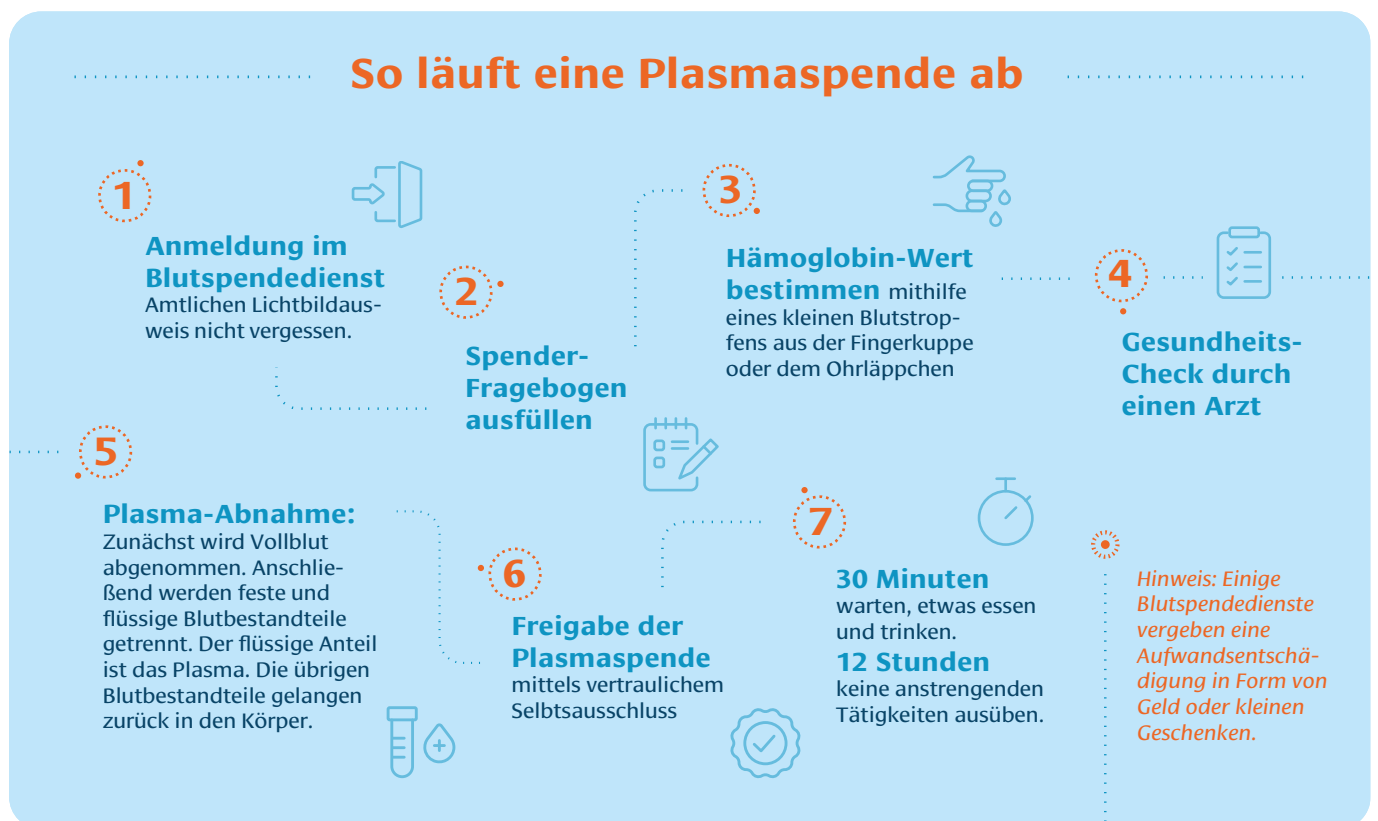 So läuft eine Plasmaspende ab
1
Anmeldung im
Blutspendedienst
Amtlichen Lichtbildaus-
weis nicht vergessen.
2
Spender-
Fragebogen
ausfüllen
3
Hämoglobin-Wert
bestimmen mithilfe
eines kleinen Blutstrop-
fens aus der Fingerkuppe
oder dem Ohrläppchen
4
Gesundheits-
Check durch
einen Arzt
5
Plasma-Abnahme:
Zunächst wird Vollblut
abgenommen. Anschlie-
ßend werden feste und
flüssige Blutbestandteile
getrennt. Der flüssige Anteil
ist das Plasma. Die übrigen
Blutbestandteile gelangen
zurück in den Körper.
6
Freigabe der
Plasmaspende
mittels vertraulichem
Selbtsausschluss
7
30 Minuten
warten, etwas essen
und trinken.
12 Stunden
keine anstrengenden
Tätigkeiten ausüben.
Hinweis: Einige
Blutspendedienste
vergeben eine
Aufwandsentschä-
digung in Form von
Geld oder kleinen
Geschenken.